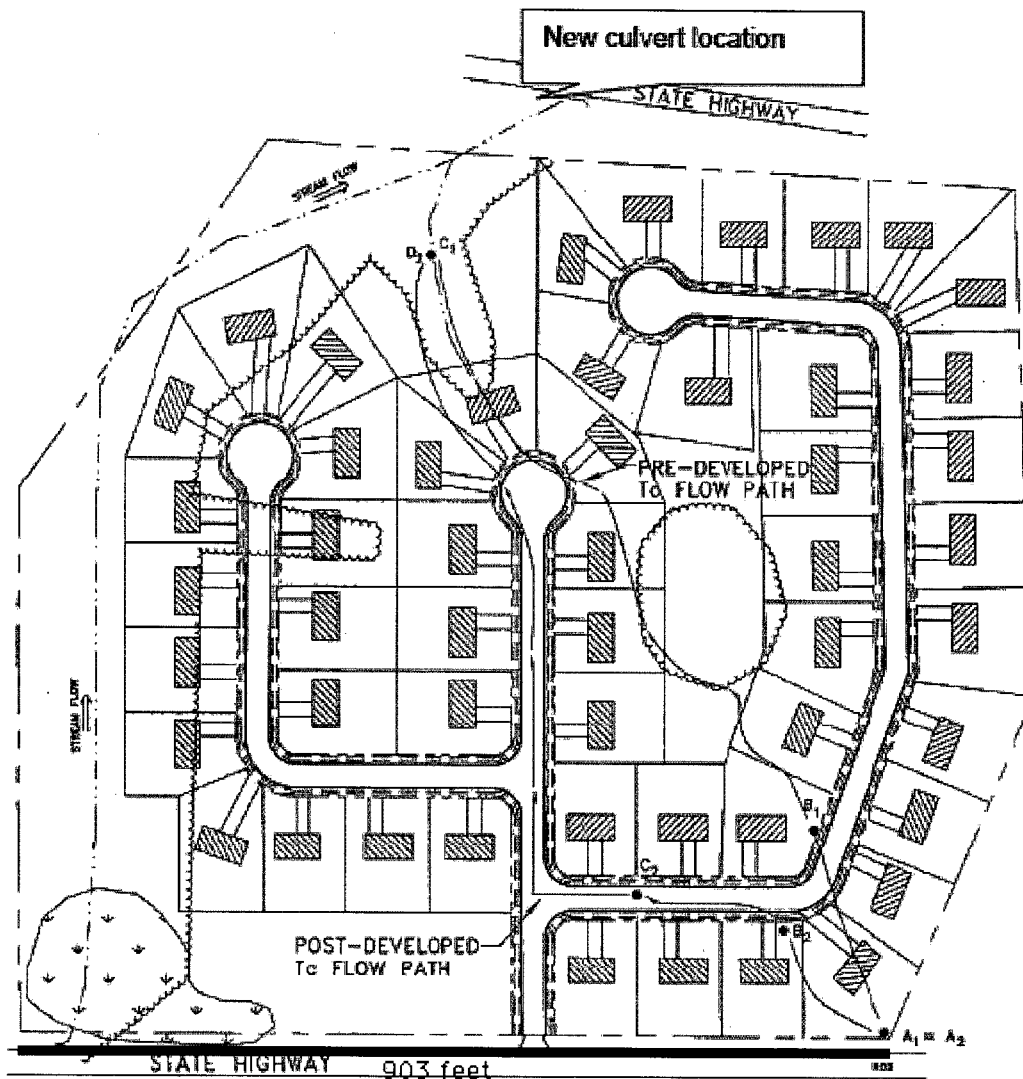 New culvert location
STATE HIGHWAY
STREAM FLOW
D₂ C₁
PRE-DEVELOPED
Tc FLOW PATH
STREAM FLOW
B₁
C₂
B₂
POST-DEVELOPED
Tc FLOW PATH
A₁ = A₂
STATE HIGHWAY 903 feet